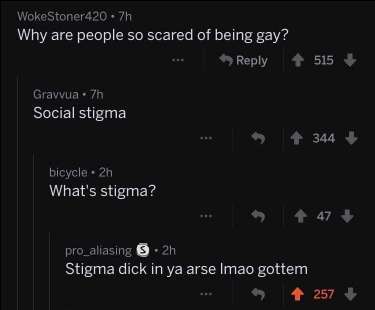 WokeStoner420 • 7h
Why are people so scared of being gay?
Reply 515
Gravvua • 7h
Social stigma
344
bicycle • 2h
What's stigma?
47
pro_aliasing S • 2h
Stigma dick in ya arse lmao gottem
257